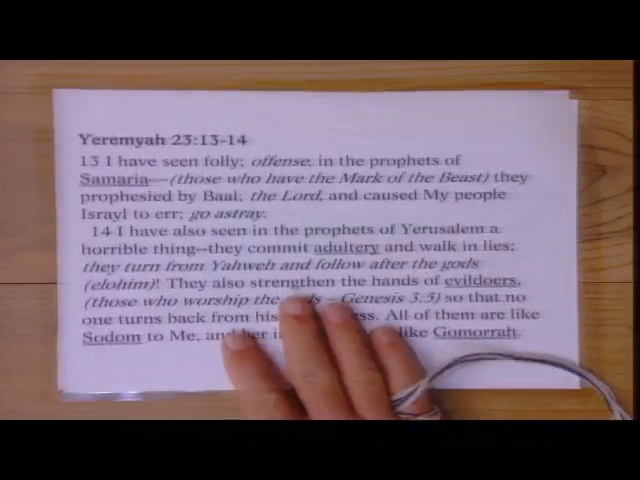 Yeremyah 23:13-14
13 I have seen folly; offense, in the prophets of
Samaria—(those who have the Mark of the Beast) they
prophesied by Baal; the Lord, and caused My people
Israyl to err; go astray.
14 I have also seen in the prophets of Yerusalem a
horrible thing--they commit adultery and walk in lies;
they turn from Yahweh and follow after the gods
(elohim)! They also strengthen the hands of evildoers,
(those who worship the gods – Genesis 3:5) so that no
one turns back from his All of them are like
Sodom to Me, and her like Gomorrah.